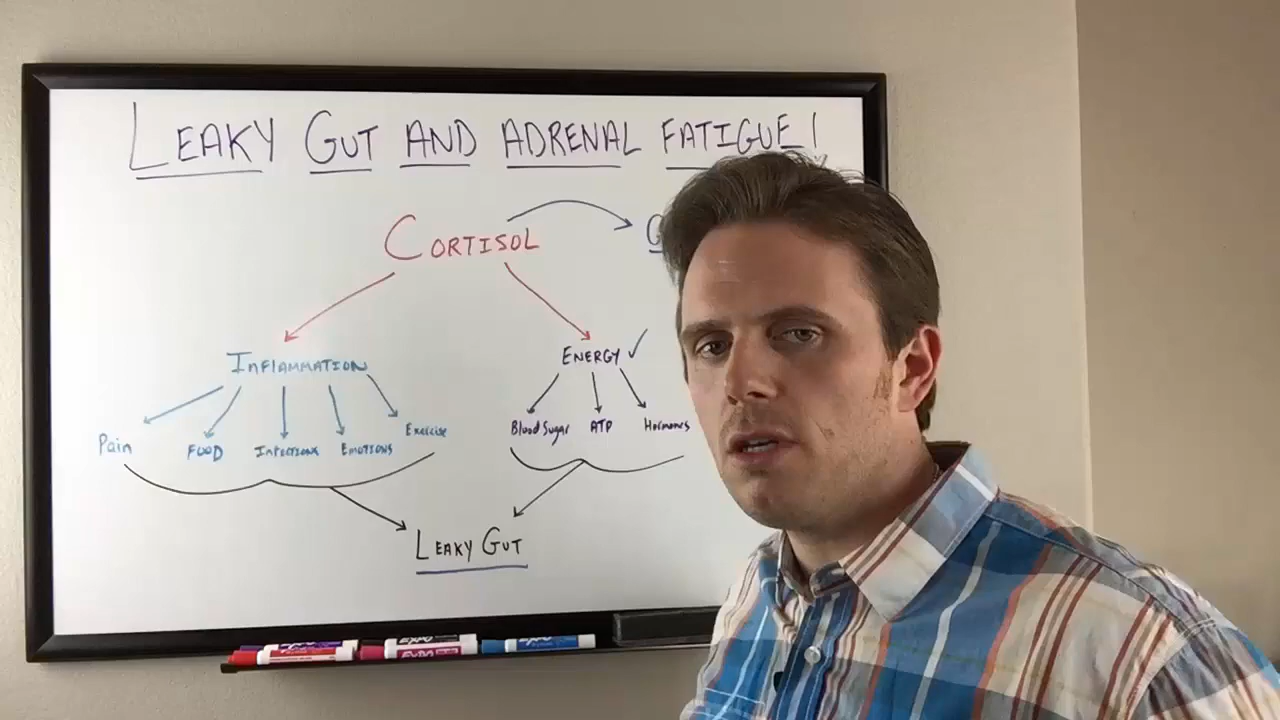 LEAKY GUT AND ADRENAL FATIGUE!
CORTISOL
INFLAMMATION
ENERGY ✓
Pain
FOOD
INFECTIONS
EMOTIONS
Exercise
Blood Sugar
ATP
Hormones
LEAKY GUT
EXPO
EXPO